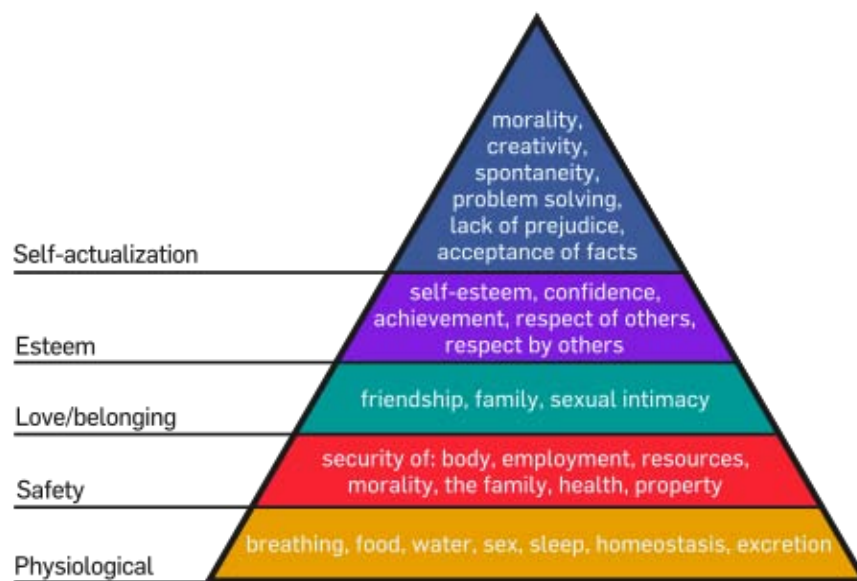 morality,
creativity,
spontaneity,
problem solving,
lack of prejudice,
acceptance of facts
Self-actualization
self-esteem, confidence,
achievement, respect of others,
respect by others
Esteem
friendship, family, sexual intimacy
Love/belonging
security of: body, employment, resources,
morality, the family, health, property
Safety
breathing, food, water, sex, sleep, homeostasis, excretion
Physiological